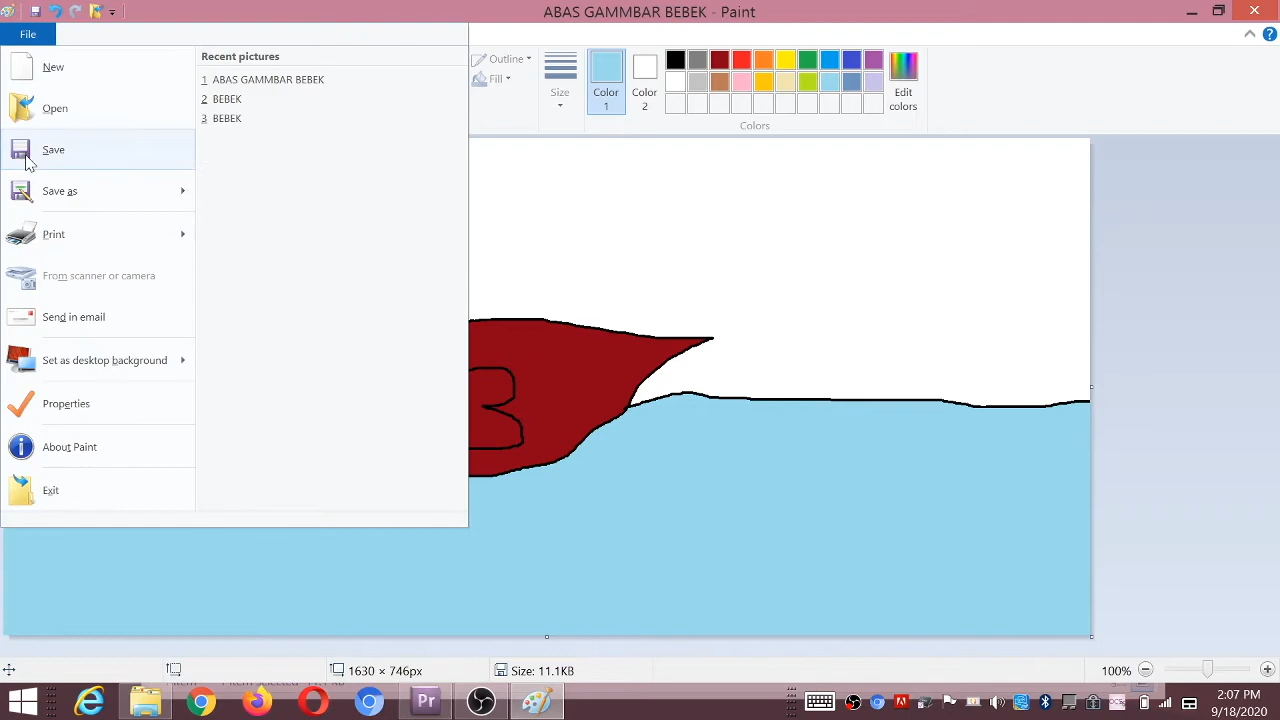 ABAS GAMMBAR BEBEK - Paint
File
New
Open
Save
Save as
Print
From scanner or camera
Send in email
Set as desktop background
Properties
About Paint
Exit
Recent pictures
1 ABAS GAMMBAR BEBEK
2 BEBEK
3 BEBEK
Outline
Fill
Size
Color 1
Color 2
Edit colors
Colors
1630 × 746px
Size: 11.1KB
100%
Pr
2:07 PM
9/18/2020